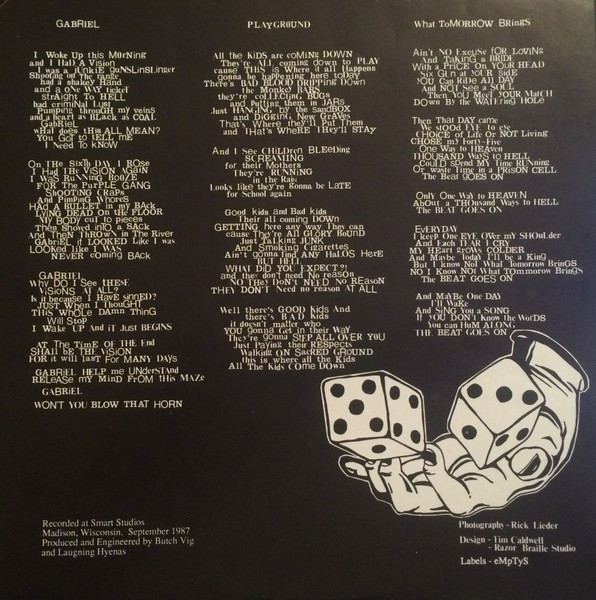 GABRIEL
I Woke Up this MOrNing
and I HaD A Vision
I was a JUNKIE GUNSLINSLinger
Shooting on The range
had a shakey Hand
and a ONE WAY ticket
straight To HELL
had criminal Lust
Pumping through MY veins
and a heart as BLack as COAL
GabRIEL
what does tHis ALL MEAN?
You GoT to tELL me
I Need to KNOW
On THe SIXTH DAY I ROSE
I Had THe VISION AGAin
I Was RuNNING BOOZE
FOR The PurPLE GANG
SHOOTING CRAPS
And PimPinG WHoreS
HaD A BULLET in MY BAcK
LIVING DEAD on tHe FLOOR
MY BODY cuT to pieces
Then SHoved inTO a SAcK
And THen THROWN in The River
GABRiEL it LOOKED LiKe I was
LOOKed liKe I WAS
NEVER coming BAcK
GABRIEL
WHy DO I See tHESE
VISIONS AT ALL?
Is it because I HAve SINNED?
JUST WHen I THouGHT
THIS WHole DAmn THinG
Will StoP
I Wake UP And iT Just BEGINS
AT The TimE OF THE End
SHAll BE THE VISION
FOR it will lasT FOR MANY DAys
GABRIEL HELP me UNDerstAnd
RELeaSe mY MinD FroM tHis MAZe
GABRIEL
WON'T YOU BLOW THAT HORN
PLAYGROUND
All the KiDS are coMiNg DOWN
They're ALL coming down to PLAY
cause THIS is Where it all Happens
gonna be happening here today
THere's BAD BLOOD DRIPPING Down
The Monkey BARS
they're coLLEcTiNG BUGs
and Putting them in JARs
Just HANGING by the SandBOX
and DiGGiNG New GrAves
THat's Where they'll PuT THem
and THat's wHeRe THey'll STAY
And I See CHiLDren BLEeDing
SCREAMING
for their Mothers
They're RUNNING
in the Rain
Looks liKe they're gonna be LaTE
for ScHool again
Good kids and Bad kids
THeir all coming down
GETTING here any way They can
cause THe're All GLORY BOUND
Just TALKing JUNK
And SmoKing CigarettEs
Ain't gonna find Any HaLos HerE
BUT HELL
WHAT DID YOU EXPECT?!
and they don't need no reaSon
NO THeY DON'T NEED NO REAsoN
THEY DON'T Need no reason AT ALL
Well there's GOOD kids And
there's BAD Kids
it doesn't matter who
YOU gonna Get in their WAY
They're gonna StEP ALL OVER YOU
Just Paying their RESpects
WalKing ON SAcKED GROUND
this is where all the Kids
All The Kids COMe DOWn
WHat ToMORROW BRiNgS
Ain't NO Excuse FOR LOViNG
And TAKiNG a BRiDE
WiTH a PricE ON YOUR HEAD
Six Gun at YOUR SiDE
YOU Can Ride All DAY
And NOT See a SOUL
THen YOU Meet YOUR MatCH
DOwn By the WATERing HOLE
THen That DAY came
We stOOD EYE to eye
CHOICE of Life OR NOT Living
CHOSE mY ForTy-Five
One Way to HEAven
THOUSAND Ways to HELL
COULD SPEnD MY Time RUNNing
Or waste Time in a PRiSON CELL
The Beat GOES ON
Only One WAY to HEAVEN
AboUT a THOUsand Ways to HELL
The BEAT GOES ON
EVERYDAY
I KeeP ONE EYE OVer MY SHOulder
And EacH TEAR I CRY
MY HEart grOWs COLDER
And Maybe TodaY I'll be a King
But I KNow NoT WHat Tomorrow BrinGs
NO I Know NOt WHat TOmmorow BrinGS
THe BEAT GOES ON
And MaYBe One DAY
I'll WaKe
And SiNg YOu a SONG
If YOU DON't KNOw the WorDS
YOU can HuM ALONG
THE BEAT GOES ON
Recorded at Smart Studios
Madison, Wisconsin. September 1987
Produced and Engineered by Butch Vig
and Laugning Hyenas
Photography - Rick Lieder
Design - Tim Caldwell
- Razor Braille Studio
Labels - eMpTyS